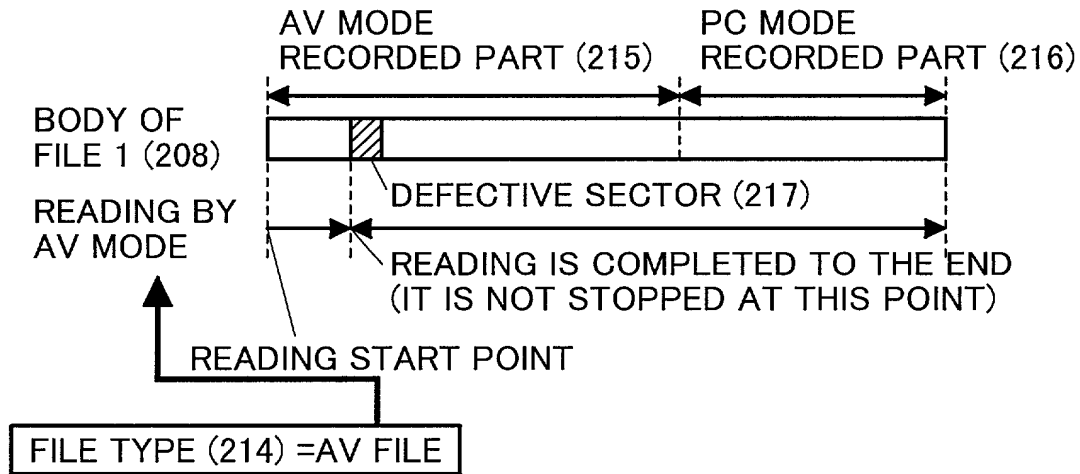 AV MODE
RECORDED PART (215)
PC MODE
RECORDED PART (216)
BODY OF
FILE 1 (208)
DEFECTIVE SECTOR (217)
READING BY
AV MODE
READING IS COMPLETED TO THE END
(IT IS NOT STOPPED AT THIS POINT)
READING START POINT
FILE TYPE (214) =AV FILE